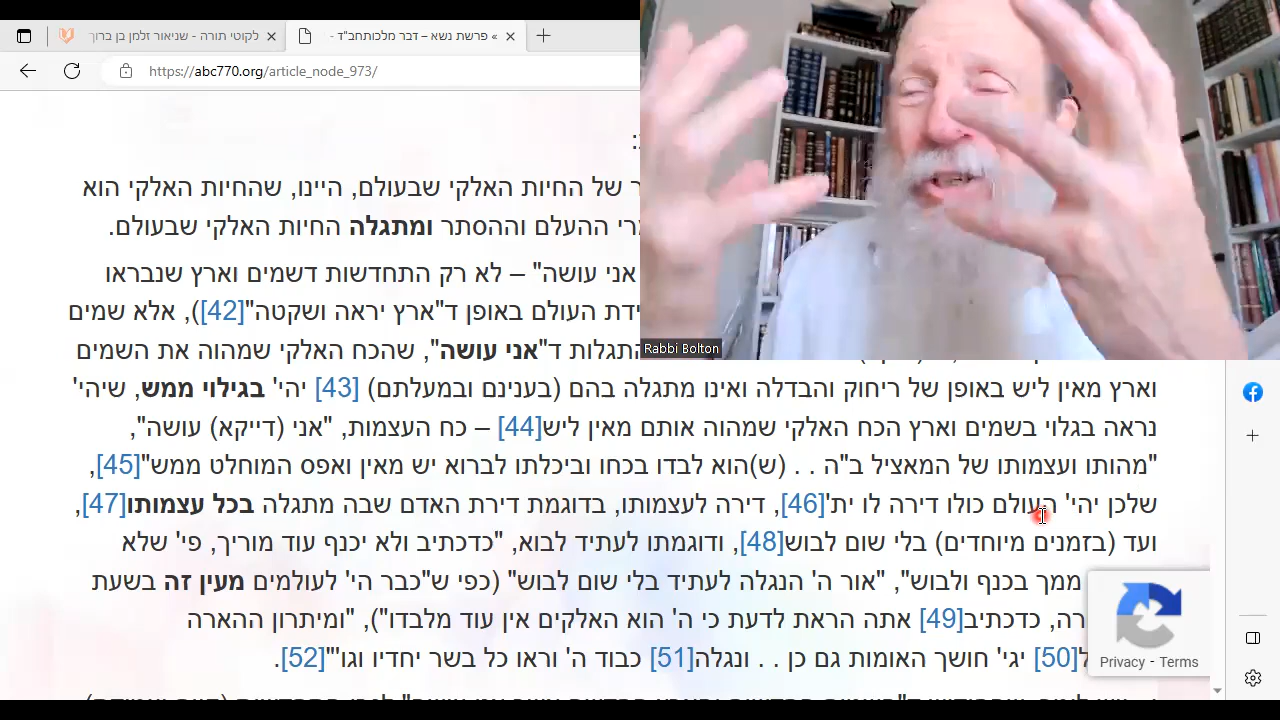 לקוטי תורה - שניאור זלמן בן ברוך
» פרשת נשא – דבר מלכותחב"ד -
https://abc770.org/article_node_973/
Rabbi Bolton
ר של החיות האלקי שבעולם, היינו, שהחיות האלקי הוא
מרי ההעלם וההסתר ומתגלה החיות האלקי שבעולם.
אני עושה" – לא רק התחדשות דשמים וארץ שנבראו
ידת העולם באופן ד"ארץ יראה ושקטה"[42]), אלא שמים
התגלות ד"אני עושה", שהכח האלקי שמהוה את השמים
וארץ מאין ליש באופן של ריחוק והבדלה ואינו מתגלה בהם (בענינם ובמעלתם) [43] יהי' בגילוי ממש, שיהי'
נראה בגלוי בשמים וארץ הכח האלקי שמהוה אותם מאין ליש[44] – כח העצמות, "אני (דייקא) עושה",
"מהותו ועצמותו של המאציל ב"ה . . (ש)הוא לבדו בכחו וביכלתו לברוא יש מאין ואפס המוחלט ממש"[45],
שלכן יהי' העולם כולו דירה לו ית'[46], דירה לעצמותו, בדוגמת דירת האדם שבה מתגלה בכל עצמותו[47],
ועד (בזמנים מיוחדים) בלי שום לבוש[48], ודוגמתו לעתיד לבוא, "כדכתיב ולא יכנף עוד מוריך, פי' שלא
ממך בכנף ולבוש", "אור ה' הנגלה לעתיד בלי שום לבוש" (כפי ש"כבר הי' לעולמים מעין זה בשעת
רה, כדכתיב[49] אתה הראת לדעת כי ה' הוא האלקים אין עוד מלבדו"), "ומיתרון ההארה
ל[50] יגי' חושך האומות גם כן . . ונגלה[51] כבוד ה' וראו כל בשר יחדיו וגו'"[52].
Privacy - Terms